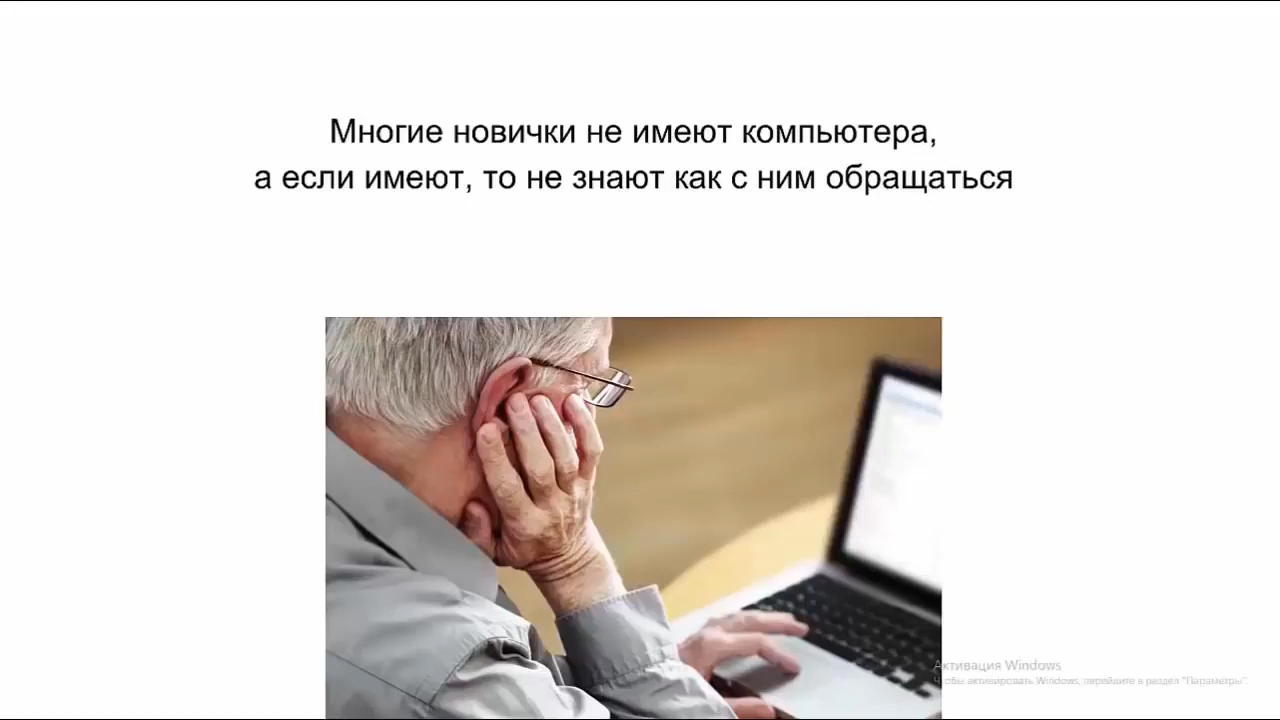 Многие новички не имеют компьютера,
а если имеют, то не знают как с ним обращаться
Активация Windows
Чтобы активировать Windows, перейдите в раздел "Параметры".